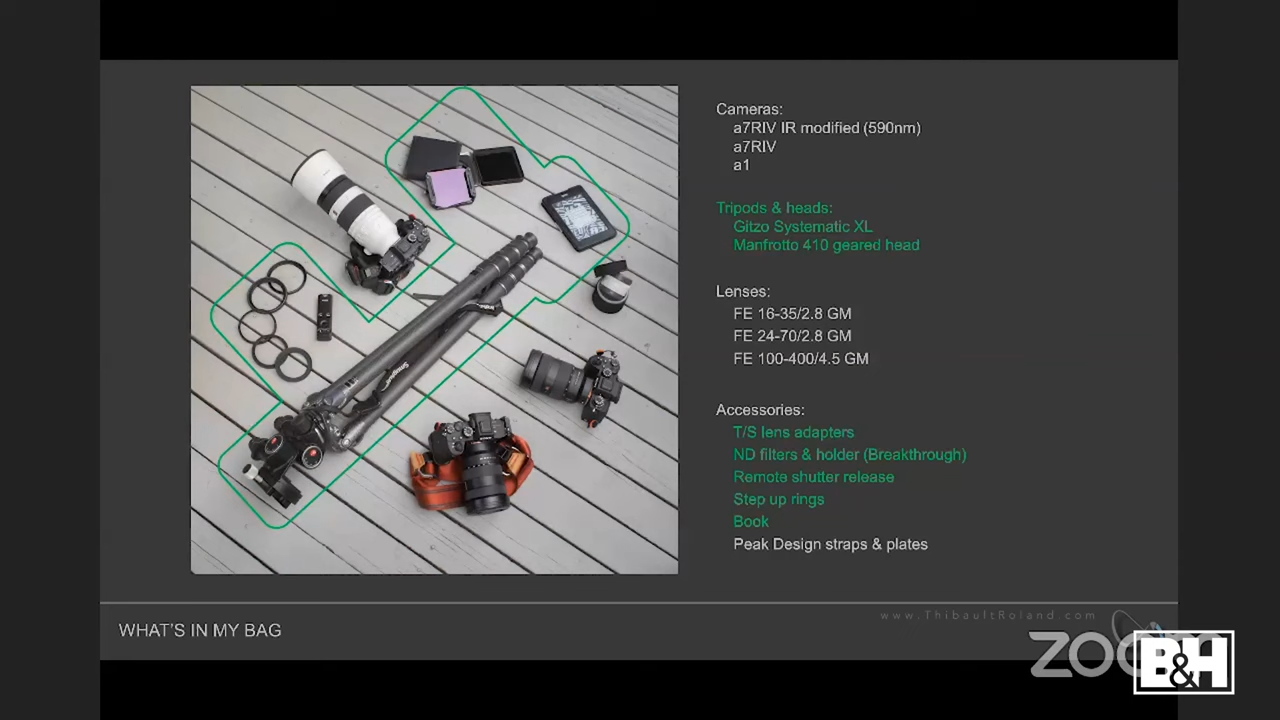 Cameras:
a7RIV IR modified (590nm)
a7RIV
a1
Tripods & heads:
Gitzo Systematic XL
Manfrotto 410 geared head
Lenses:
FE 16-35/2.8 GM
FE 24-70/2.8 GM
FE 100-400/4.5 GM
Accessories:
T/S lens adapters
ND filters & holder (Breakthrough)
Remote shutter release
Step up rings
Book
Peak Design straps & plates
www.ThibaultRoland.com
WHAT'S IN MY BAG
B&H